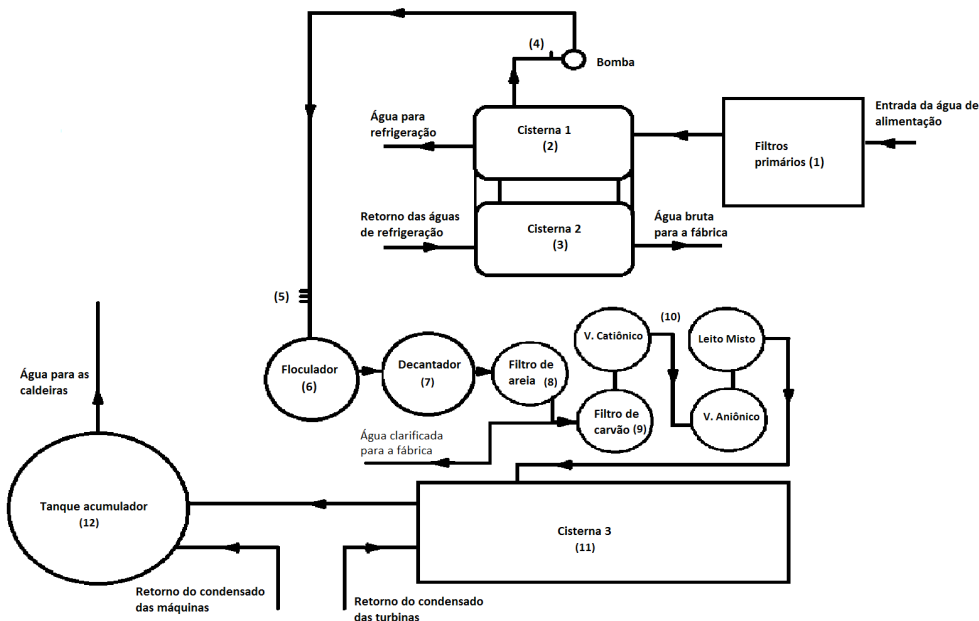 (4)
Bomba
Água para
refrigeração
Cisterna 1
(2)
Filtros
primários (1)
Entrada da água de
alimentação
Retorno das águas
de refrigeração
Cisterna 2
(3)
Água bruta
para a fábrica
(5)
(10)
V. Catiônico
Leito Misto
Floculador
(6)
Decantador
(7)
Filtro de
areia (8)
Filtro de
carvão (9)
V. Aniônico
Água para as
caldeiras
Água clarificada
para a fábrica
Tanque acumulador
(12)
Cisterna 3
(11)
Retorno do condensado
das máquinas
Retorno do condensado
das turbinas